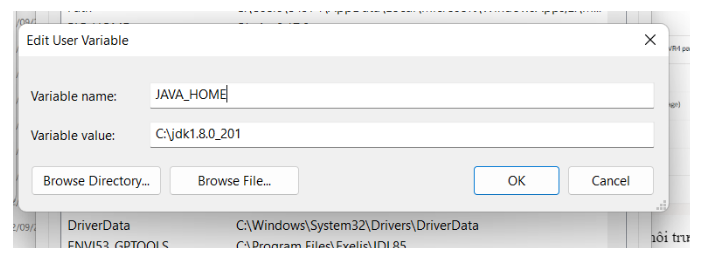 Edit User Variable
Variable name: JAVA_HOME
Variable value: C:\jdk1.8.0_201
Browse Directory... Browse File... OK Cancel
DriverData C:\Windows\System32\Drivers\DriverData
ENVI53_GPTOOLS C:\Program Files\Exelis\IDL85